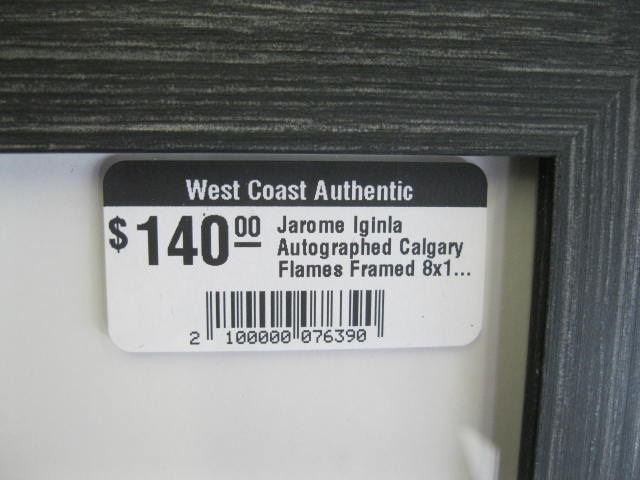 West Coast Authentic
$140.00 Jarome Iginla
Autographed Calgary
Flames Framed 8x1...
2 100000 076390